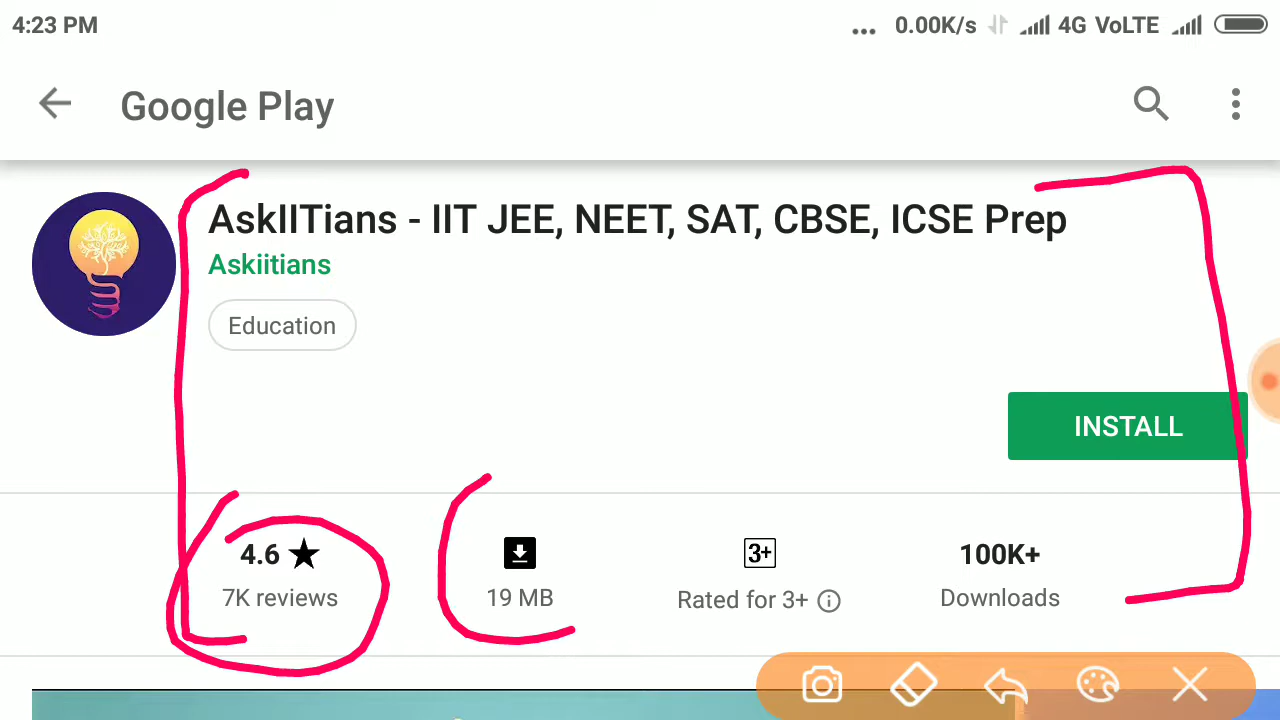 4:23 PM ... 0.00K/s 4G VoLTE
Google Play
AskIITians - IIT JEE, NEET, SAT, CBSE, ICSE Prep
Askiitians
Education
INSTALL
4.6 ★ 3+ 100K+
7K reviews 19 MB Rated for 3+ Downloads